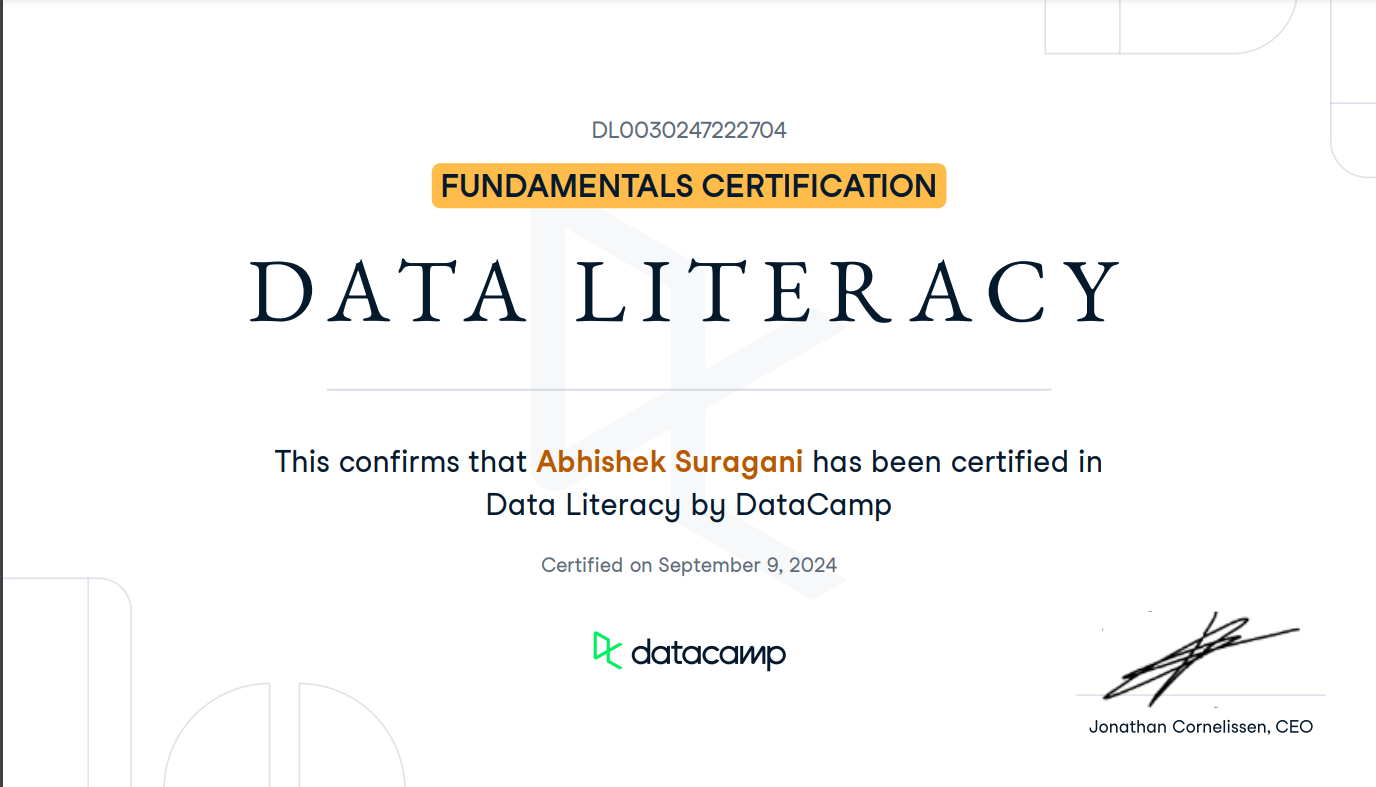 DL0030247222704
FUNDAMENTALS CERTIFICATION
DATA LITERACY
This confirms that Abhishek Suragani has been certified in
Data Literacy by DataCamp
Certified on September 9, 2024
datacamp
Jonathan Cornelissen, CEO